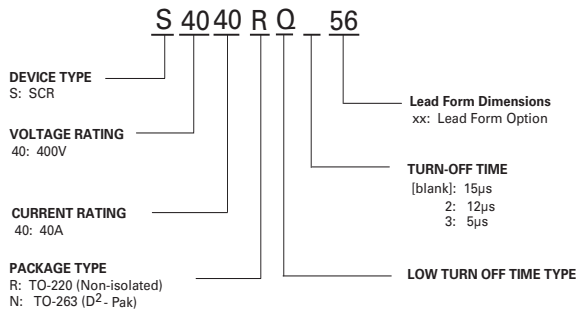 S 40 40 R Q _ 56
DEVICE TYPE
S: SCR
VOLTAGE RATING
40: 400V
CURRENT RATING
40: 40A
PACKAGE TYPE
R: TO-220 (Non-isolated)
N: TO-263 (D2- Pak)
Lead Form Dimensions
xx: Lead Form Option
TURN-OFF TIME
[blank]: 15µs
2: 12µs
3: 5µs
LOW TURN OFF TIME TYPE